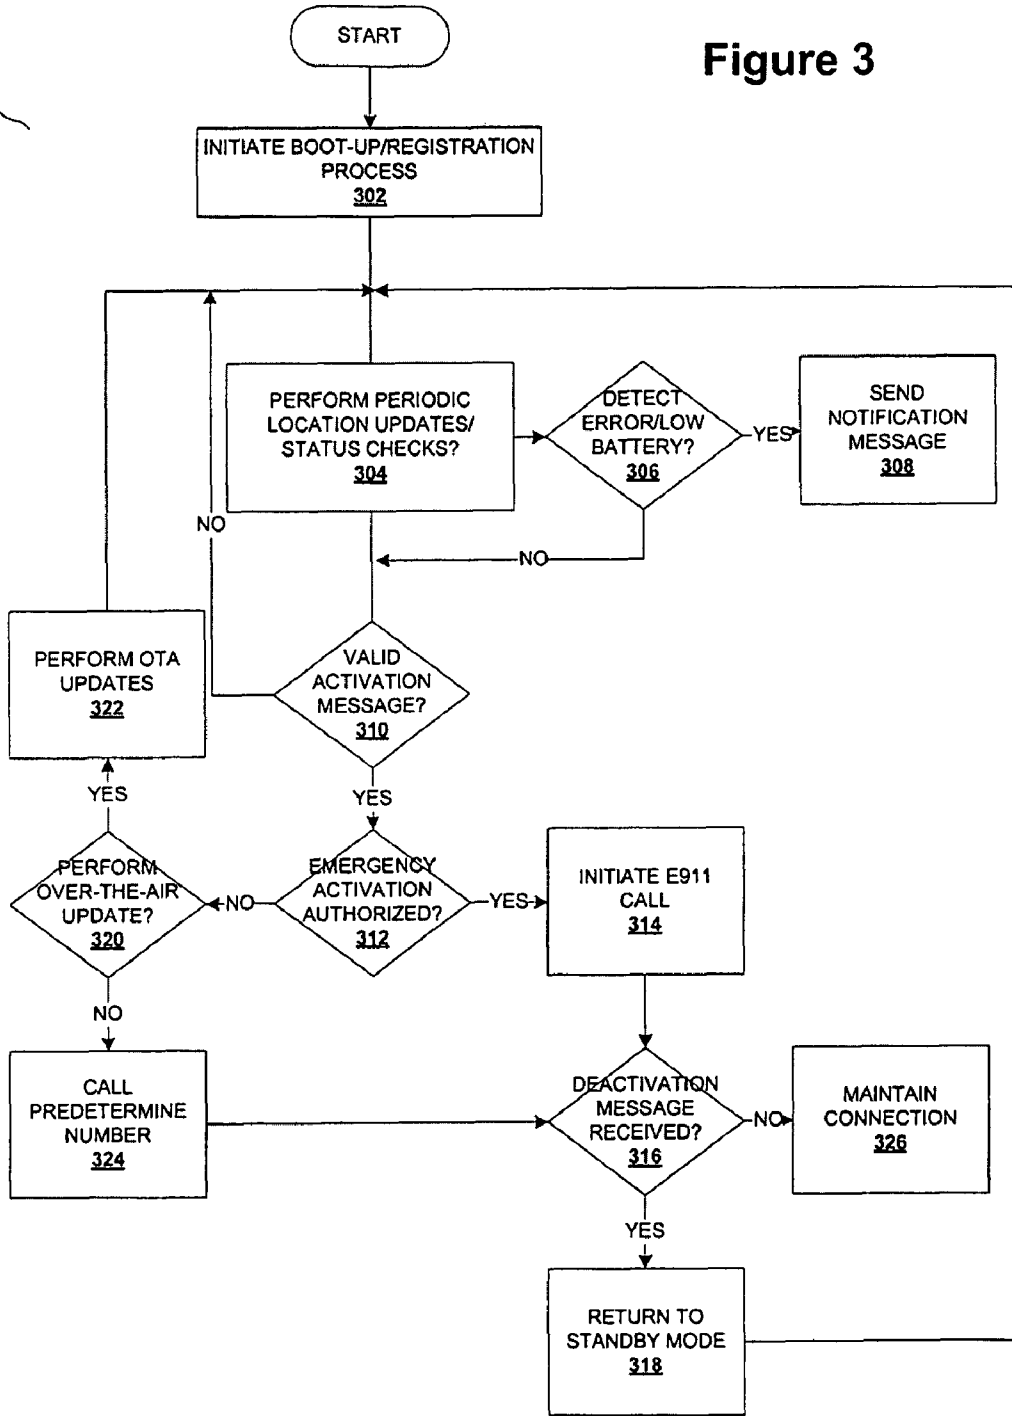 START
Figure 3
INITIATE BOOT-UP/REGISTRATION
PROCESS
302
PERFORM PERIODIC
LOCATION UPDATES/
STATUS CHECKS?
304
DETECT
ERROR/LOW
BATTERY?
306
YES
SEND
NOTIFICATION
MESSAGE
308
NO
NO
PERFORM OTA
UPDATES
322
VALID
ACTIVATION
MESSAGE?
310
YES
YES
PERFORM
OVER-THE-AIR
UPDATE?
320
NO
EMERGENCY
ACTIVATION
AUTHORIZED?
312
YES
INITIATE E911
CALL
314
NO
CALL
PREDETERMINE
NUMBER
324
DEACTIVATION
MESSAGE
RECEIVED?
316
NO
MAINTAIN
CONNECTION
326
YES
RETURN TO
STANDBY MODE
318